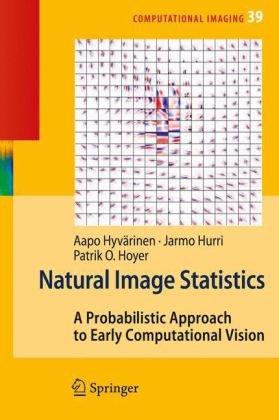 COMPUTATIONAL IMAGING 39
Aapo Hyvärinen · Jarmo Hurri
Patrik O. Hoyer
Natural Image Statistics
A Probabilistic Approach
to Early Computational Vision
Springer